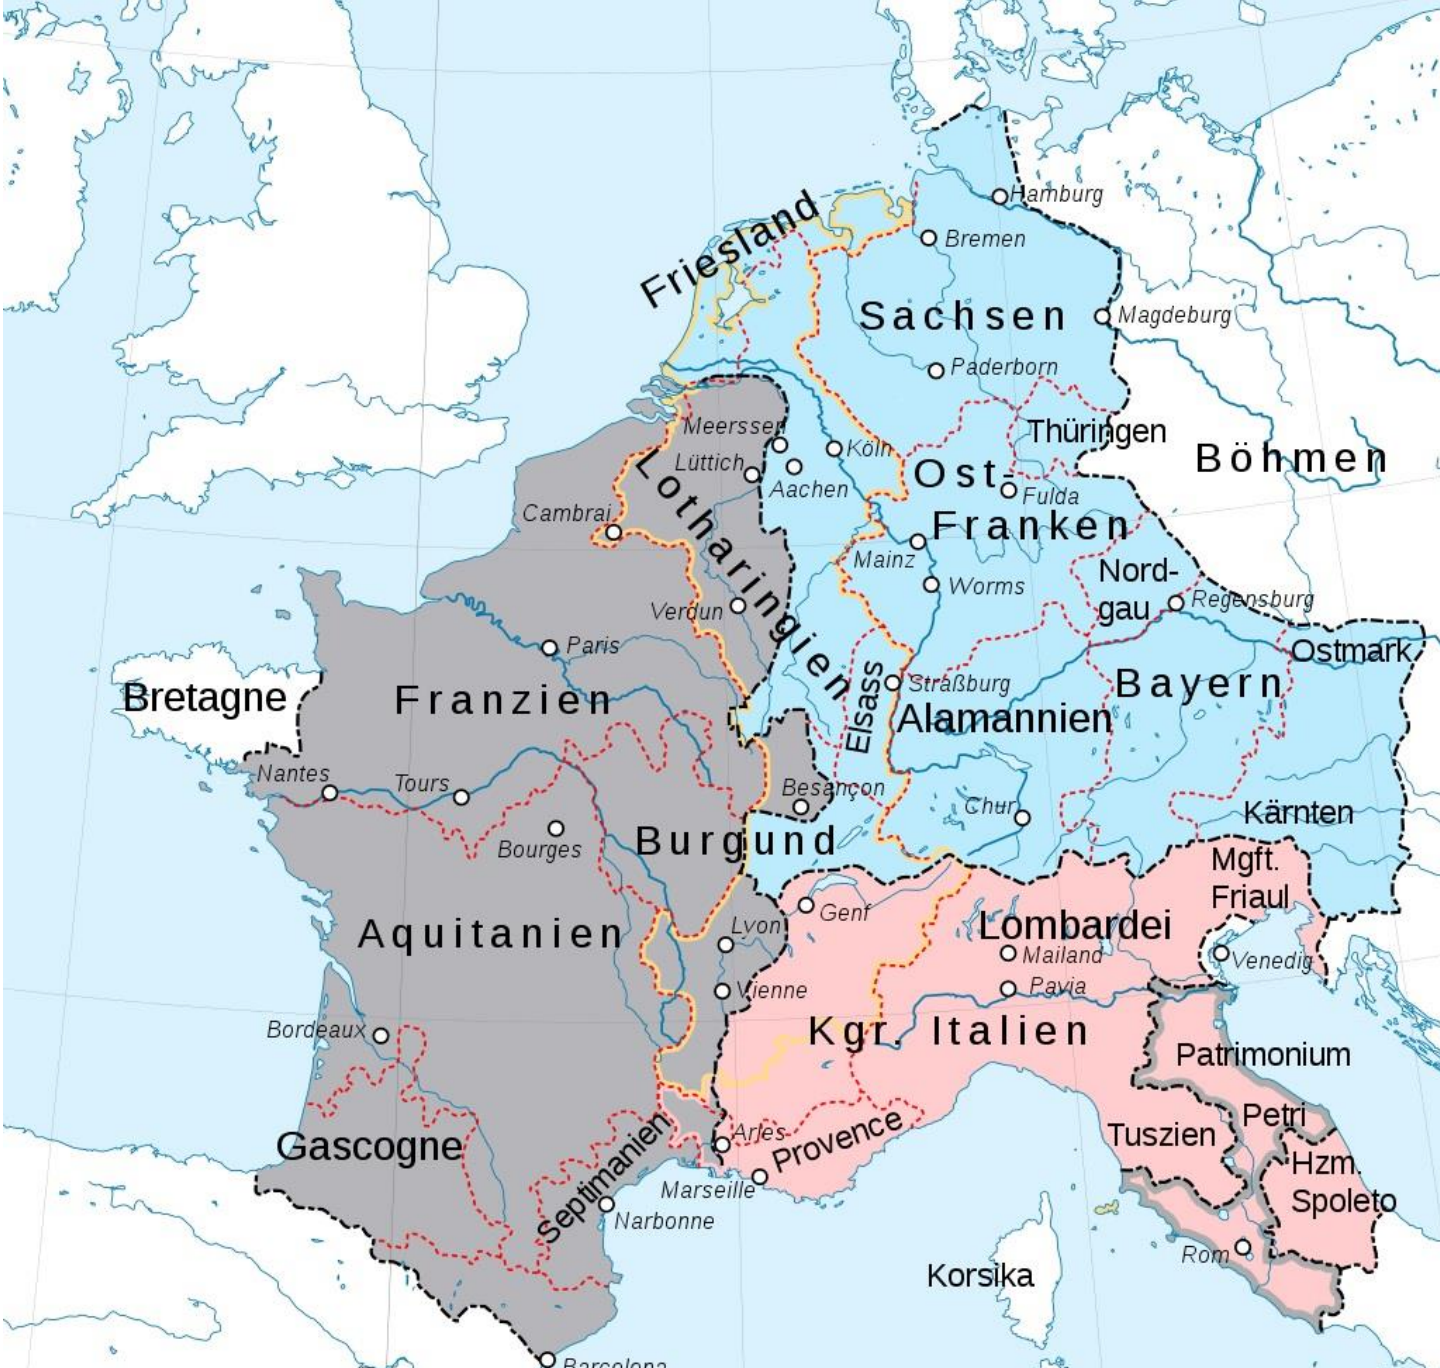 Hamburg
Friesland
Bremen
Sachsen
Magdeburg
Paderborn
Meerssen
Köln
Thüringen
Böhmen
Lüttich
Aachen
Ost-
Fulda
Lotharingien
Cambrai
Franken
Mainz
Worms
Nord-
gau
Regensburg
Verdun
Paris
Ostmark
Bretagne
Franzien
Elsass
Straßburg
Alamannien
Bayern
Nantes
Tours
Besançon
Chur
Kärnten
Bourges
Burgund
Mgft.
Friaul
Aquitanien
Lyon
Genf
Lombardei
Mailand
Venedig
Vienne
Pavia
Bordeaux
Kgr. Italien
Patrimonium
Petri
Gascogne
Septimanien
Arles
Provence
Tuszien
Hzm.
Spoleto
Marseille
Narbonne
Rom
Korsika
Barcelona